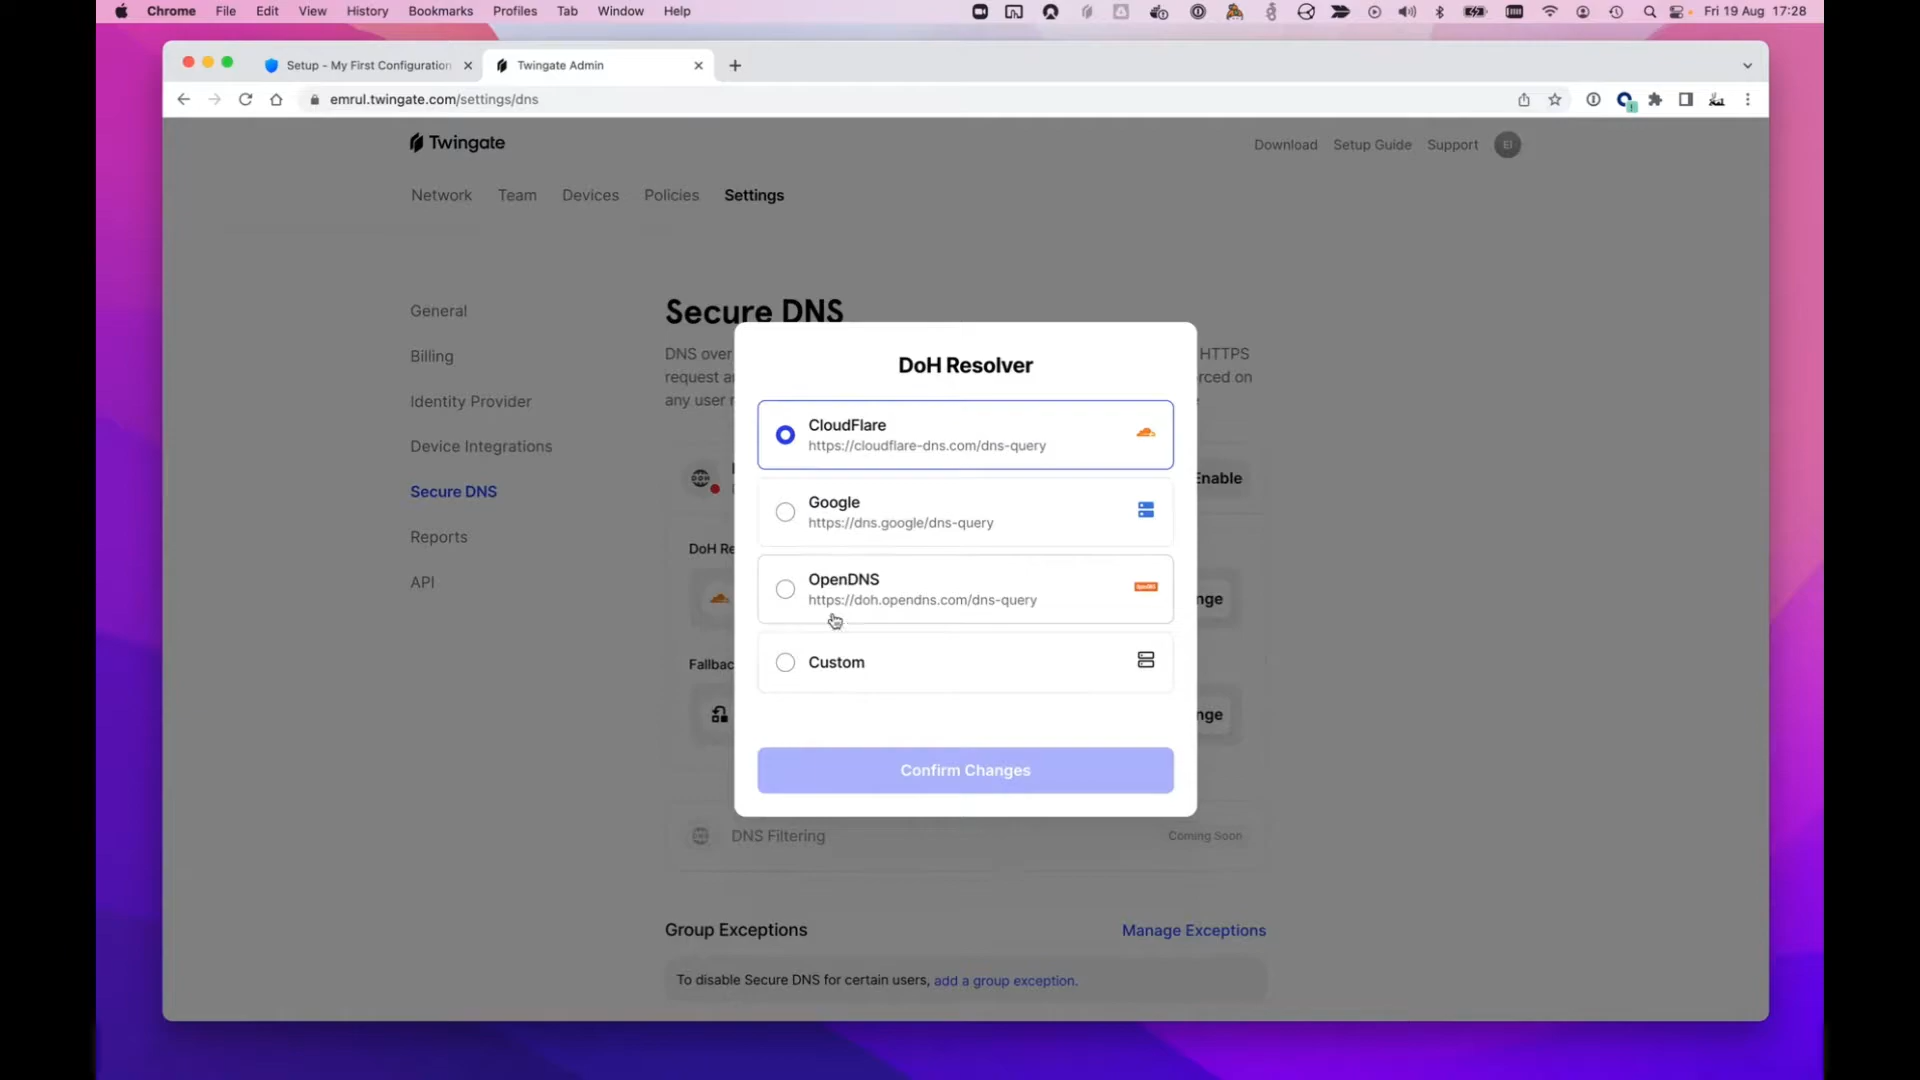 Chrome File Edit View History Bookmarks Profiles Tab Window Help Fri 19 Aug 17:28
Setup - My First Configuration Twingate Admin
emrul.twingate.com/settings/dns
Twingate Download Setup Guide Support EI
Network Team Devices Policies Settings
General
Billing
Identity Provider
Device Integrations
Secure DNS
Reports
API
Secure DNS
DNS over HTTPS
request a rced on
any user
Enable
DoH Re
nge
Fallbac
nge
DoH Resolver
CloudFlare
https://cloudflare-dns.com/dns-query
Google
https://dns.google/dns-query
OpenDNS
https://doh.opendns.com/dns-query
Custom
Confirm Changes
DNS Filtering Coming Soon
Group Exceptions Manage Exceptions
To disable Secure DNS for certain users, add a group exception.